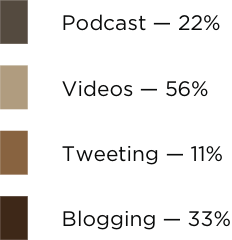 Podcast — 22%
Videos — 56%
Tweeting — 11%
Blogging — 33%